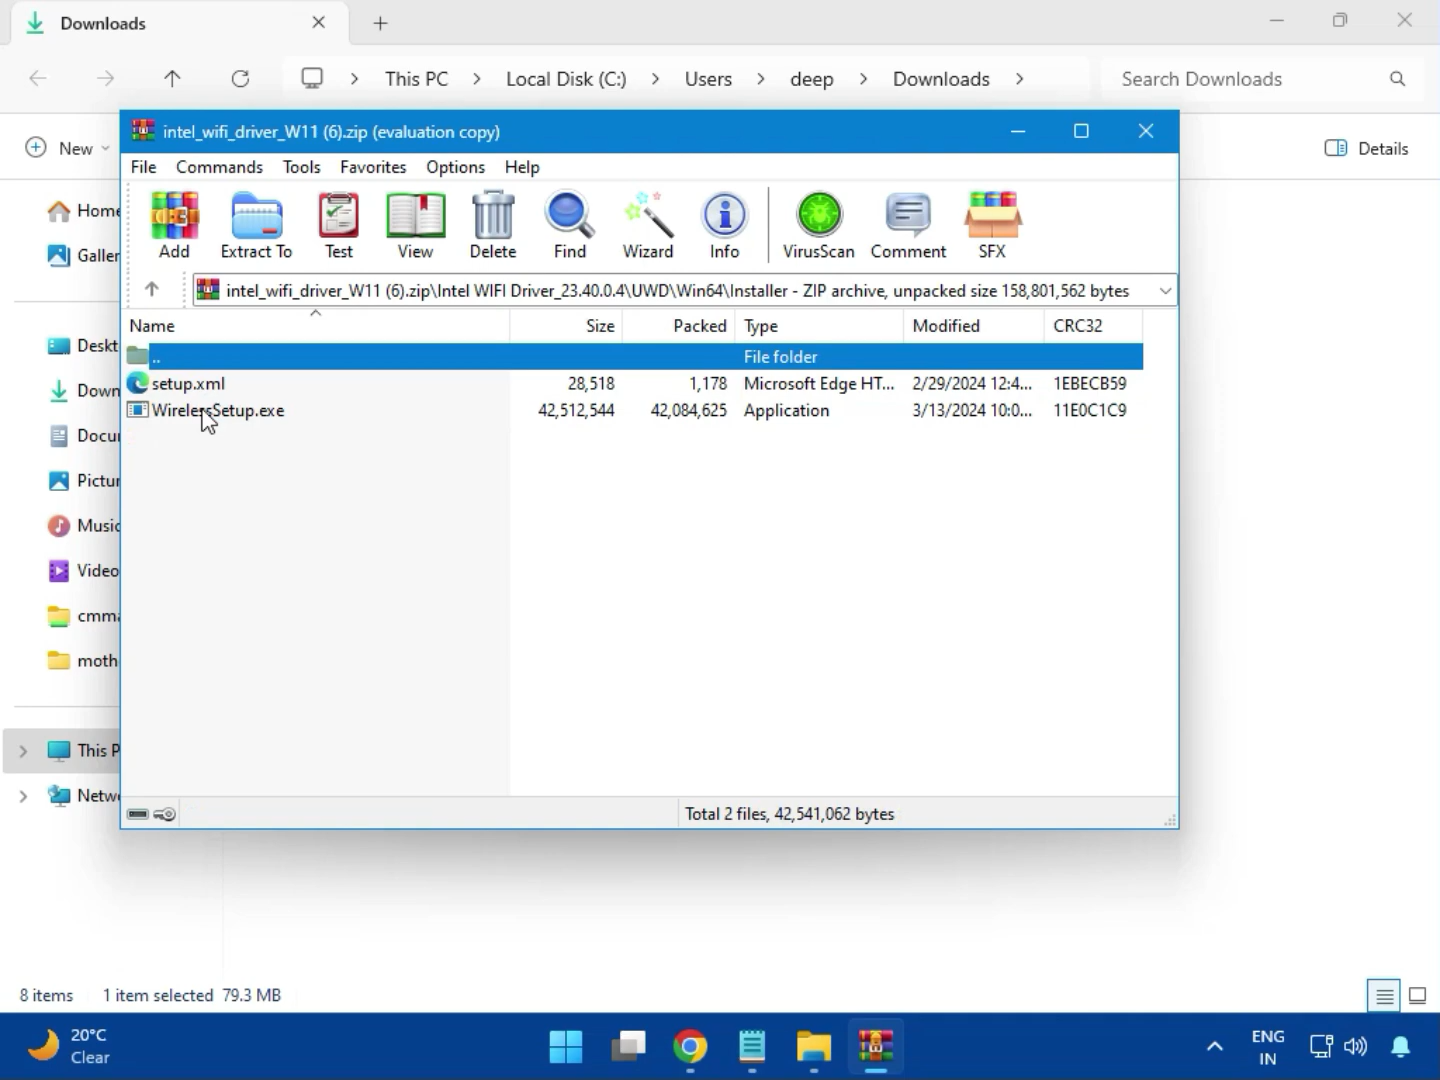 Downloads
This PC > Local Disk (C:) > Users > deep > Downloads >
Search Downloads
New
Details
intel_wifi_driver_W11 (6).zip (evaluation copy)
File Commands Tools Favorites Options Help
Add Extract To Test View Delete Find Wizard Info VirusScan Comment SFX
intel_wifi_driver_W11 (6).zip\Intel WIFI Driver_23.40.0.4\UWD\Win64\Installer - ZIP archive, unpacked size 158,801,562 bytes
Name Size Packed Type Modified CRC32
.. File folder
setup.xml 28,518 1,178 Microsoft Edge HT... 2/29/2024 12:4... 1EBECB59
WirelessSetup.exe 42,512,544 42,084,625 Application 3/13/2024 10:0... 11E0C1C9
Home
Galler
Deskt
Down
Docu
Pictur
Music
Video
cmma
moth
This P
Netwo
Total 2 files, 42,541,062 bytes
8 items 1 item selected 79.3 MB
20°C
Clear
ENG
IN